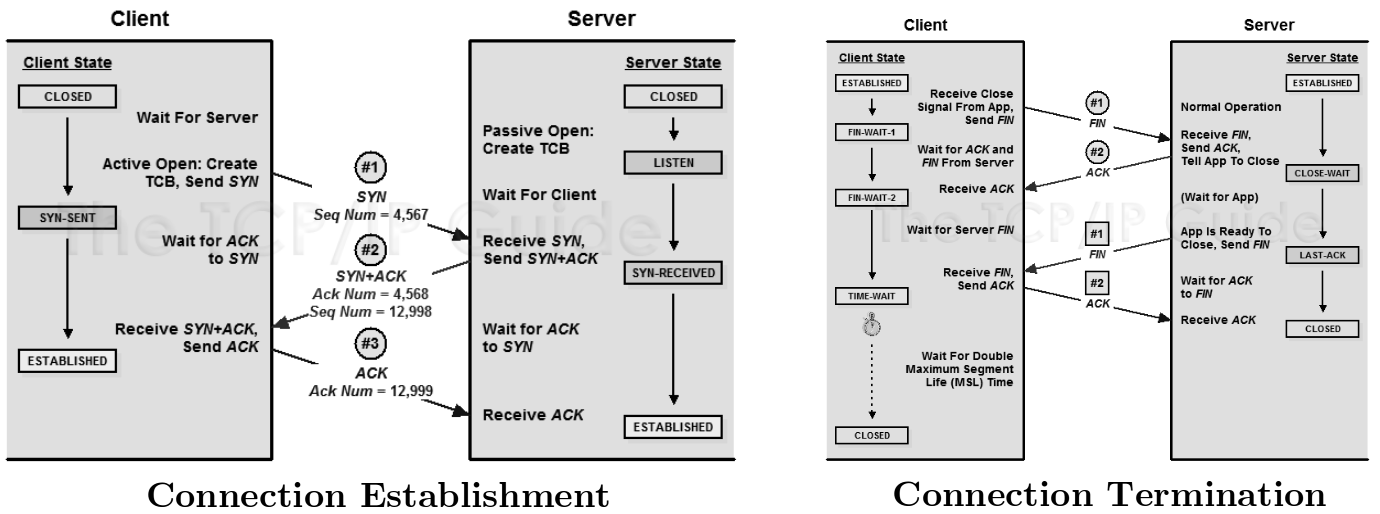 Client
Server
Client State
CLOSED
Wait For Server
Active Open: Create
TCB, Send SYN
SYN-SENT
Wait for ACK
to SYN
Receive SYN+ACK,
Send ACK
ESTABLISHED
#1
SYN
Seq Num = 4,567
#2
SYN+ACK
Ack Num = 4,568
Seq Num = 12,998
#3
ACK
Ack Num = 12,999
Server State
CLOSED
Passive Open:
Create TCB
LISTEN
Wait For Client
Receive SYN,
Send SYN+ACK
SYN-RECEIVED
Wait for ACK
to SYN
Receive ACK
ESTABLISHED
The TCP/IP Guide
Connection Establishment
Client
Server
Client State
ESTABLISHED
Receive Close
Signal From App,
Send FIN
FIN-WAIT-1
Wait for ACK and
FIN From Server
Receive ACK
FIN-WAIT-2
Wait for Server FIN
Receive FIN,
Send ACK
TIME-WAIT
Wait For Double
Maximum Segment
Life (MSL) Time
CLOSED
#1
FIN
#2
ACK
#1
FIN
#2
ACK
Server State
ESTABLISHED
Normal Operation
Receive FIN,
Send ACK,
Tell App To Close
CLOSE-WAIT
(Wait for App)
App Is Ready To
Close, Send FIN
LAST-ACK
Wait for ACK
to FIN
Receive ACK
CLOSED
The TCP/IP Guide
Connection Termination